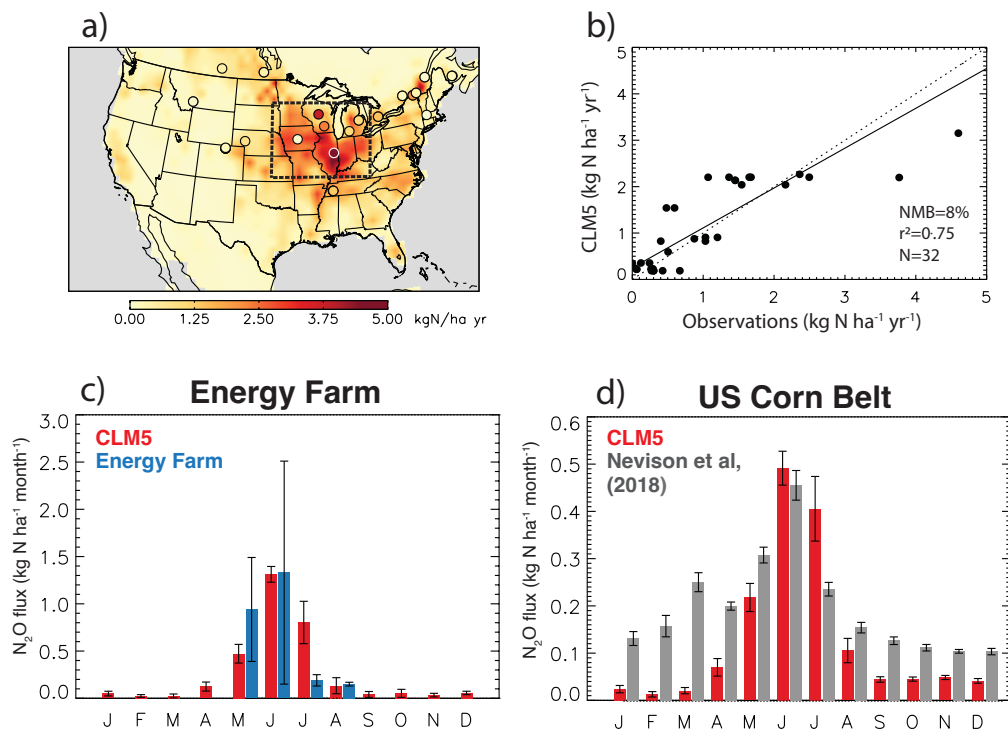 a)
0.00 1.25 2.50 3.75 5.00 kgN/ha yr
b)
5
4
3
2
1
0
CLM5 (kg N ha⁻¹ yr⁻¹)
NMB=8%
r²=0.75
N=32
0 1 2 3 4 5
Observations (kg N ha⁻¹ yr⁻¹)
c) Energy Farm
3.0
2.5
2.0
1.5
1.0
0.5
0.0
N₂O flux (kg N ha⁻¹ month⁻¹)
CLM5
Energy Farm
J F M A M J J A S O N D
d) US Corn Belt
0.6
0.5
0.4
0.3
0.2
0.1
0.0
N₂O flux (kg N ha⁻¹ month⁻¹)
CLM5
Nevison et al,
(2018)
J F M A M J J A S O N D